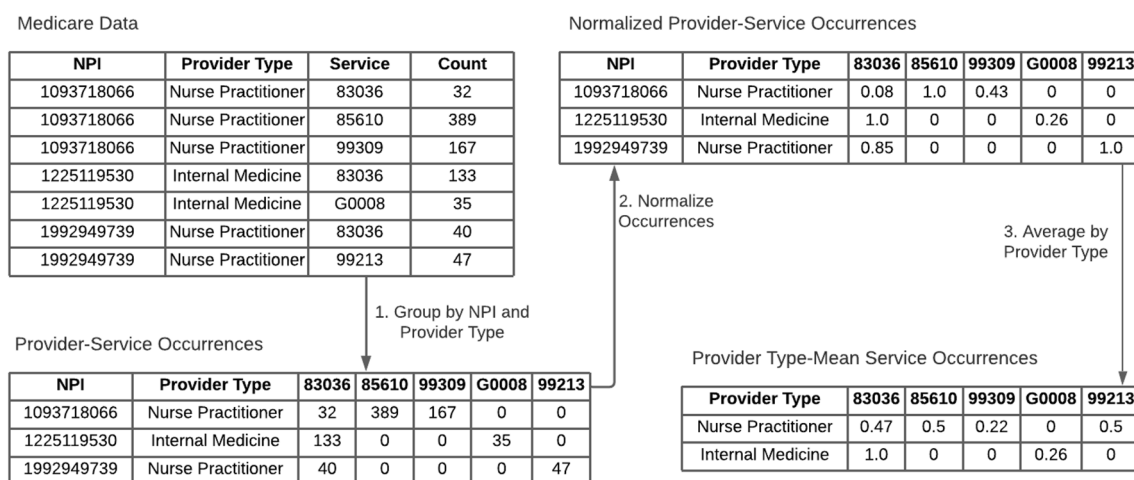 Medicare Data
NPI Provider Type Service Count
1093718066 Nurse Practitioner 83036 32
1093718066 Nurse Practitioner 85610 389
1093718066 Nurse Practitioner 99309 167
1225119530 Internal Medicine 83036 133
1225119530 Internal Medicine G0008 35
1992949739 Nurse Practitioner 83036 40
1992949739 Nurse Practitioner 99213 47
1. Group by NPI and
Provider Type
Provider-Service Occurrences
NPI Provider Type 83036 85610 99309 G0008 99213
1093718066 Nurse Practitioner 32 389 167 0 0
1225119530 Internal Medicine 133 0 0 35 0
1992949739 Nurse Practitioner 40 0 0 0 47
2. Normalize
Occurrences
Normalized Provider-Service Occurrences
NPI Provider Type 83036 85610 99309 G0008 99213
1093718066 Nurse Practitioner 0.08 1.0 0.43 0 0
1225119530 Internal Medicine 1.0 0 0 0.26 0
1992949739 Nurse Practitioner 0.85 0 0 0 1.0
3. Average by
Provider Type
Provider Type-Mean Service Occurrences
Provider Type 83036 85610 99309 G0008 99213
Nurse Practitioner 0.47 0.5 0.22 0 0.5
Internal Medicine 1.0 0 0 0.26 0